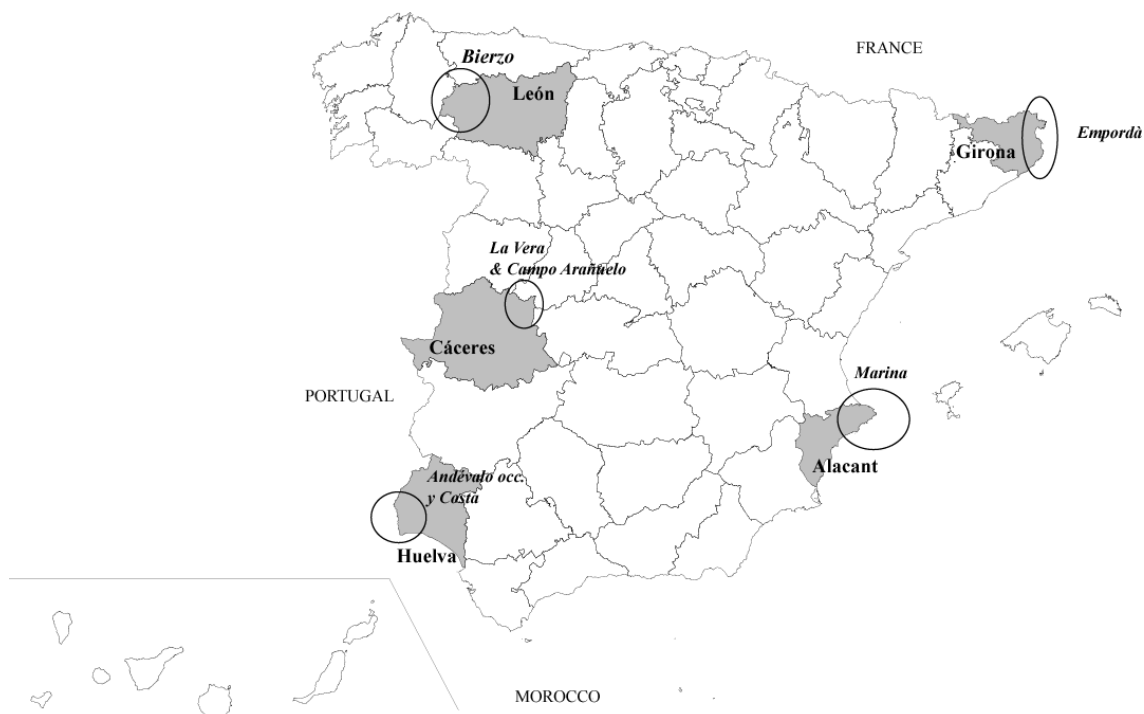 FRANCE
Bierzo
León
Empordà
Girona
La Vera
& Campo Arañuelo
Cáceres
Marina
PORTUGAL
Alacant
Andévalo occ.
y Costa
Huelva
MOROCCO